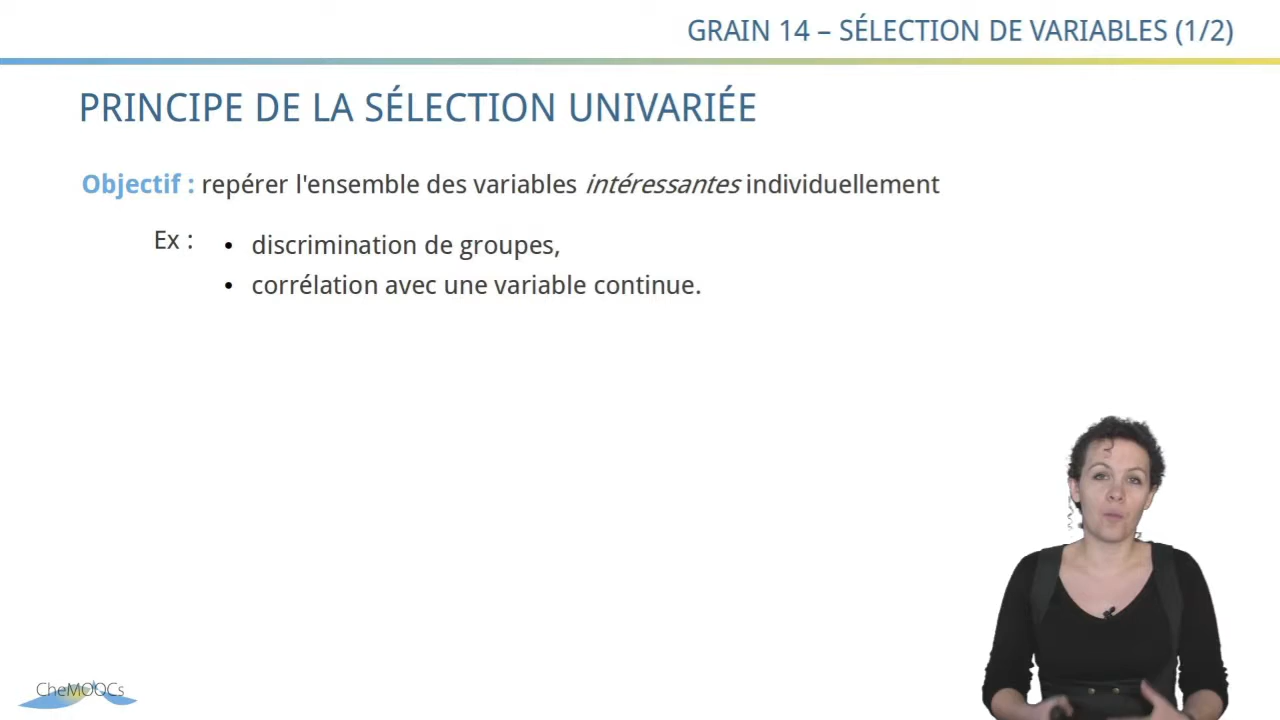 GRAIN 14 – SÉLECTION DE VARIABLES (1/2)
PRINCIPE DE LA SÉLECTION UNIVARIÉE
Objectif : repérer l'ensemble des variables intéressantes individuellement
Ex :
• discrimination de groupes,
• corrélation avec une variable continue.
CheMOOCs